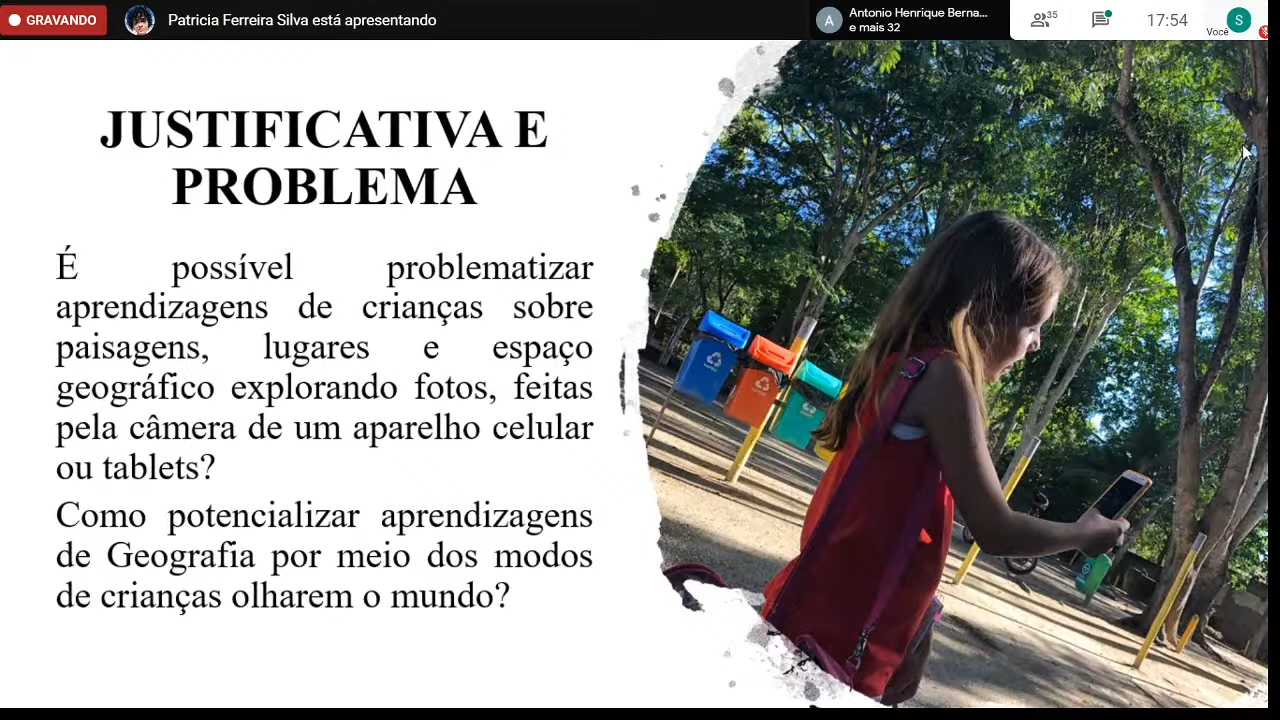 GRAVANDO
Patricia Ferreira Silva está apresentando
A
Antonio Henrique Berna...
e mais 32
35
17:54
Você
S
JUSTIFICATIVA E
PROBLEMA
É possível problematizar
aprendizagens de crianças sobre
paisagens, lugares e espaço
geográfico explorando fotos, feitas
pela câmera de um aparelho celular
ou tablets?
Como potencializar aprendizagens
de Geografia por meio dos modos
de crianças olharem o mundo?